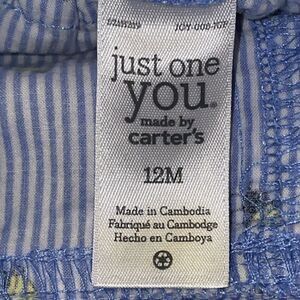 just one
you.
made by
carter's
12M
Made in Cambodia
Fabriqué au Cambodge
Hecho en Camboya